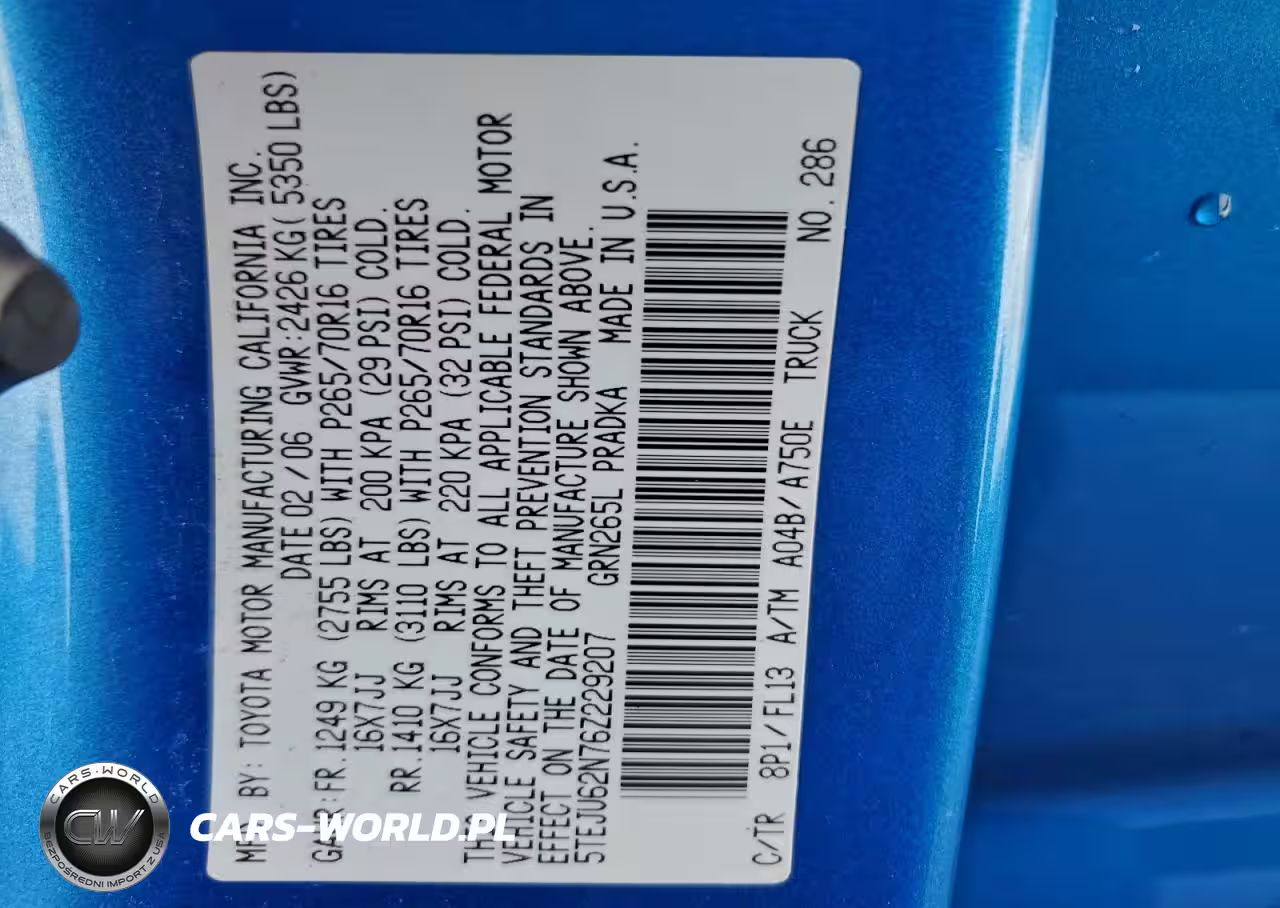 MFD BY: TOYOTA MOTOR MANUFACTURING CALIFORNIA INC.
DATE 02/06 GVWR:2426 KG( 5350 LBS)
GAWR:FR.1249 KG (2755 LBS) WITH P265/70R16 TIRES
16X7JJ RIMS AT 200 KPA (29 PSI) COLD.
RR.1410 KG (3110 LBS) WITH P265/70R16 TIRES
16X7JJ RIMS AT 220 KPA (32 PSI) COLD.
VEHICLE CONFORMS TO ALL APPLICABLE FEDERAL MOTOR
VEHICLE SAFETY AND THEFT PREVENTION STANDARDS IN
EFFECT ON THE DATE OF MANUFACTURE SHOWN ABOVE.
5TEJU62N76Z229207 GRN265L PRADKA MADE IN U.S.A.
C/TR 8P1/FL13 A/TM A04B/A750E TRUCK NO.286
CARS-WORLD
CW
BEZPOŚREDNI IMPORT Z USA
CARS-WORLD.PL